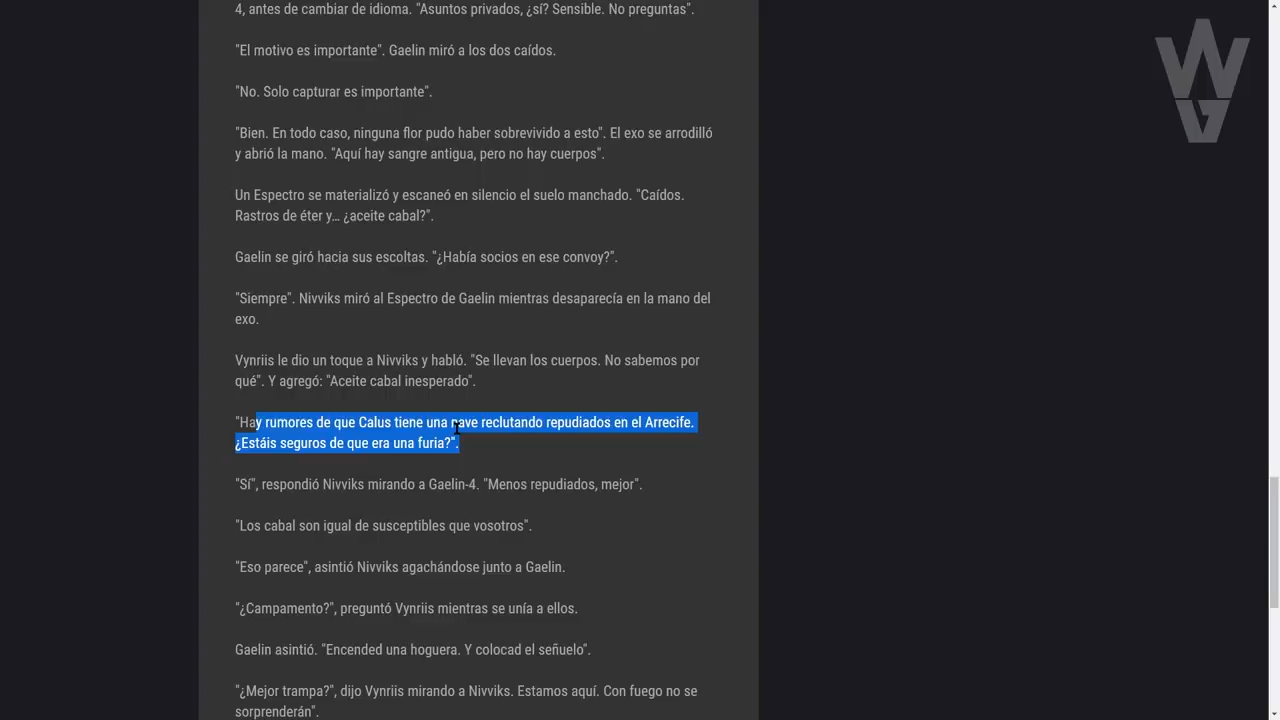 4, antes de cambiar de idioma. "Asuntos privados, ¿sí? Sensible. No preguntas".
"El motivo es importante". Gaelin miró a los dos caídos.
"No. Solo capturar es importante".
"Bien. En todo caso, ninguna flor pudo haber sobrevivido a esto". El exo se arrodilló
y abrió la mano. "Aquí hay sangre antigua, pero no hay cuerpos".
Un Espectro se materializó y escaneó en silencio el suelo manchado. "Caídos.
Rastros de éter y... ¿aceite cabal?".
Gaelin se giró hacia sus escoltas. "¿Había socios en ese convoy?".
"Siempre". Nivviks miró al Espectro de Gaelin mientras desaparecía en la mano del
exo.
Vynriis le dio un toque a Nivviks y habló. "Se llevan los cuerpos. No sabemos por
qué". Y agregó: "Aceite cabal inesperado".
"Hay rumores de que Calus tiene una nave reclutando repudiados en el Arrecife.
¿Estáis seguros de que era una furia?".
"Sí", respondió Nivviks mirando a Gaelin-4. "Menos repudiados, mejor".
"Los cabal son igual de susceptibles que vosotros".
"Eso parece", asintió Nivviks agachándose junto a Gaelin.
"¿Campamento?", preguntó Vynriis mientras se unía a ellos.
Gaelin asintió. "Encended una hoguera. Y colocad el señuelo".
"¿Mejor trampa?", dijo Vynriis mirando a Nivviks. Estamos aquí. Con fuego no se
sorprenderán".